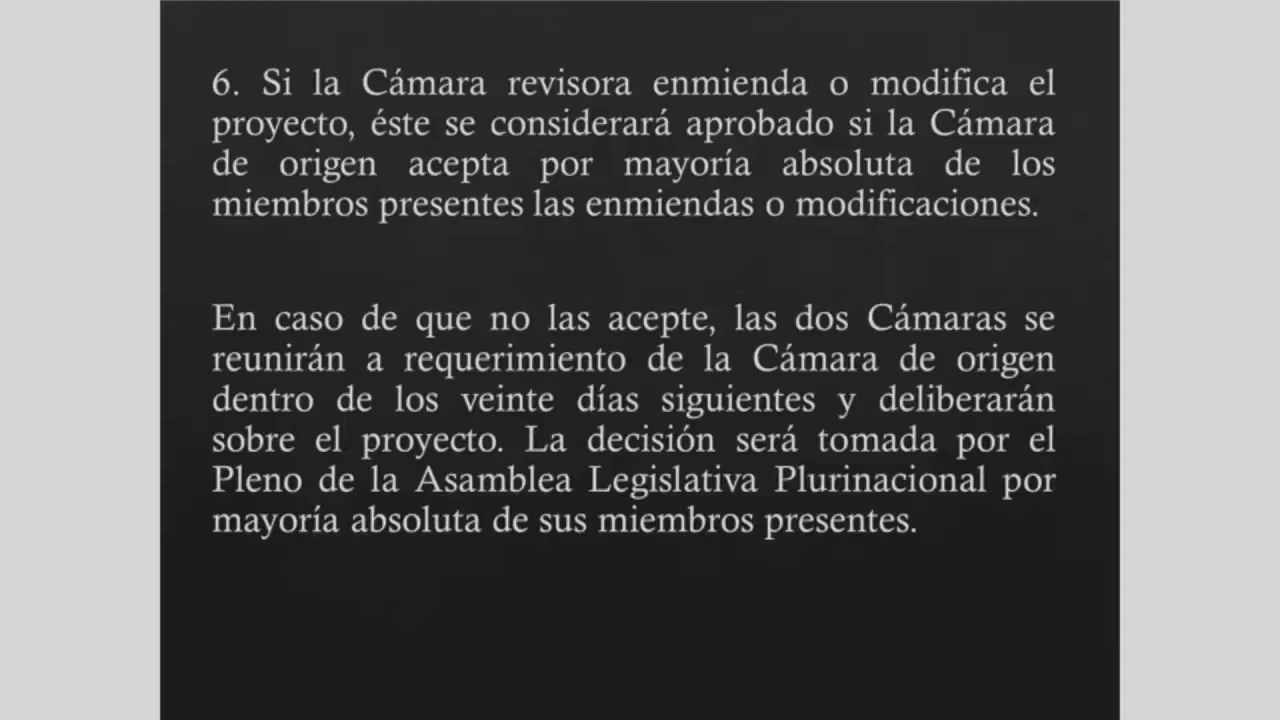 6. Si la Cámara revisora enmienda o modifica el
proyecto, éste se considerará aprobado si la Cámara
de origen acepta por mayoría absoluta de los
miembros presentes las enmiendas o modificaciones.
En caso de que no las acepte, las dos Cámaras se
reunirán a requerimiento de la Cámara de origen
dentro de los veinte días siguientes y deliberarán
sobre el proyecto. La decisión será tomada por el
Pleno de la Asamblea Legislativa Plurinacional por
mayoría absoluta de sus miembros presentes.